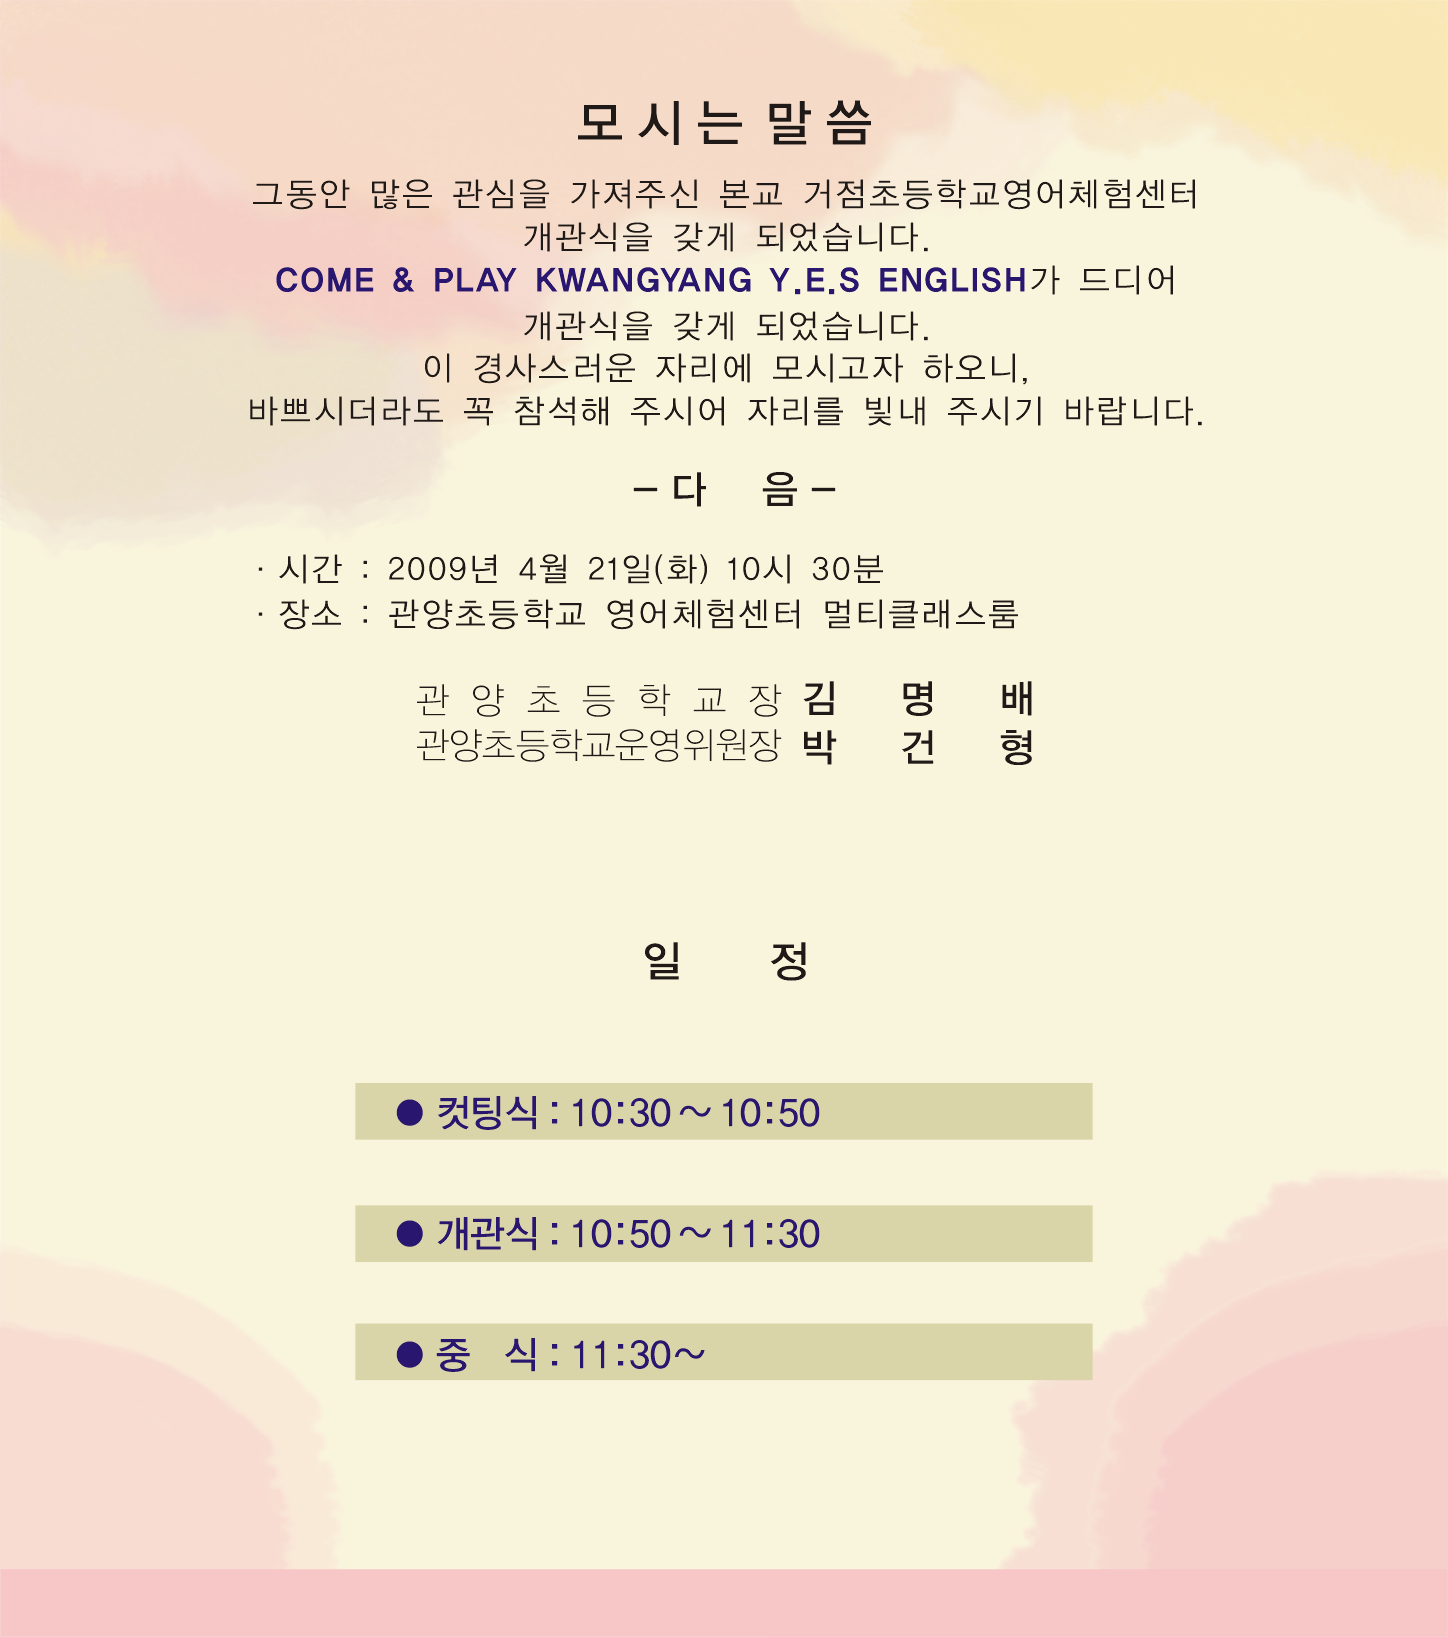 모시는 말씀
그동안 많은 관심을 가져주신 본교 거점초등학교영어체험센터
개관식을 갖게 되었습니다.
COME & PLAY KWANGYANG Y.E.S ENGLISH가 드디어
개관식을 갖게 되었습니다.
이 경사스러운 자리에 모시고자 하오니,
바쁘시더라도 꼭 참석해 주시어 자리를 빛내 주시기 바랍니다.
- 다 음 -
· 시간 : 2009년 4월 21일(화) 10시 30분
· 장소 : 관양초등학교 영어체험센터 멀티클래스룸
관 양 초 등 학 교 장 김 명 배
관양초등학교운영위원장 박 건 형
일 정
● 컷팅식 : 10:30 ~ 10:50
● 개관식 : 10:50 ~ 11:30
● 중 식 : 11:30~